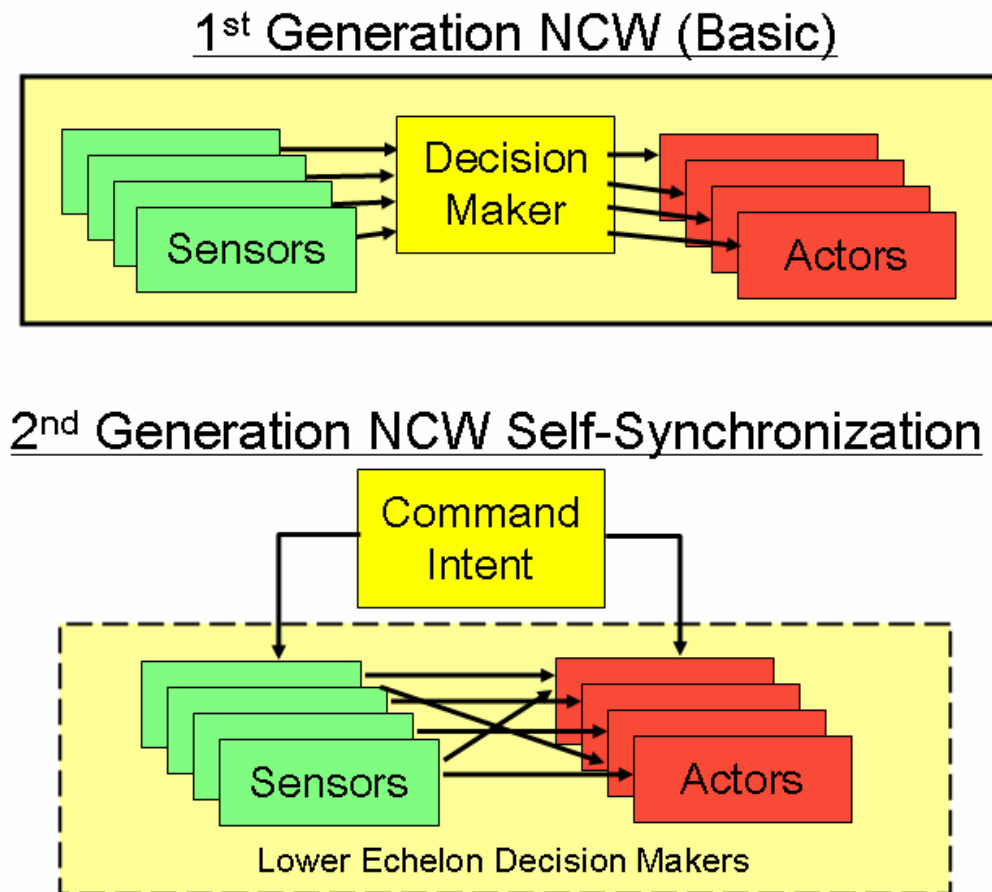 1st Generation NCW (Basic)
Decision
Maker
Sensors
Actors
2nd Generation NCW Self-Synchronization
Command
Intent
Sensors
Actors
Lower Echelon Decision Makers